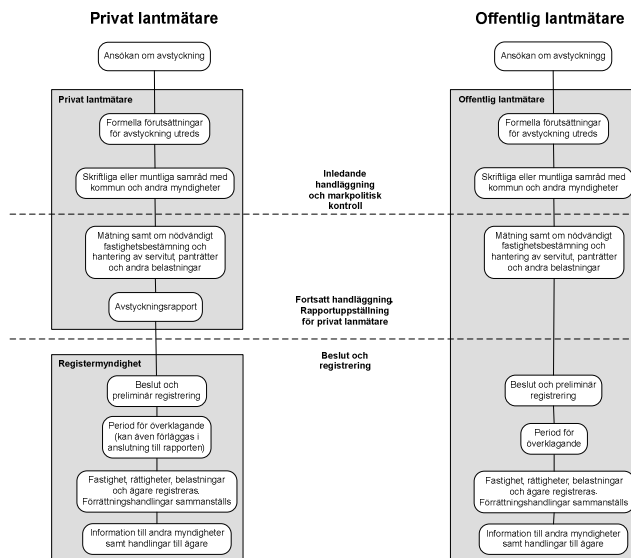 Privat lantmätare
Ansökan om avstyckning
Privat lantmätare
Formella förutsättningar
för avstyckning utreds
Skriftliga eller muntliga samråd med
kommun och andra myndigheter
Mätning samt om nödvändigt
fastighetsbestämning och
hantering av servitut, panträtter
och andra belastningar
Avstyckningsrapport
Registermyndighet
Beslut och
preliminär registrering
Period för överklagande
(kan även förläggas i
anslutning till rapporten)
Fastighet, rättigheter, belastningar
och ägare registreras.
Förrättningshandlingar sammanställs
Information till andra myndigheter
samt handlingar till ägare
Inledande
handläggning
och markpolitisk
kontroll
Fortsatt handläggning.
Rapportuppställning
för privat lanmätare
Beslut och
registrering
Offentlig lantmätare
Ansökan om avstyckningg
Offentlig lantmätare
Formella förutsättningar
för avstyckning utreds
Skriftliga eller muntliga samråd med
kommun och andra myndigheter
Mätning samt om nödvändigt
fastighetsbestämning och
hantering av servitut, panträtter
och andra belastningar
Beslut och preliminär
registrering
Period för
överklagande
Fastighet, rättigheter, belastningar
och ägare registreras.
Förrättningshandlingar sammanställs
Information till andra myndigheter
samt handlingar till ägare